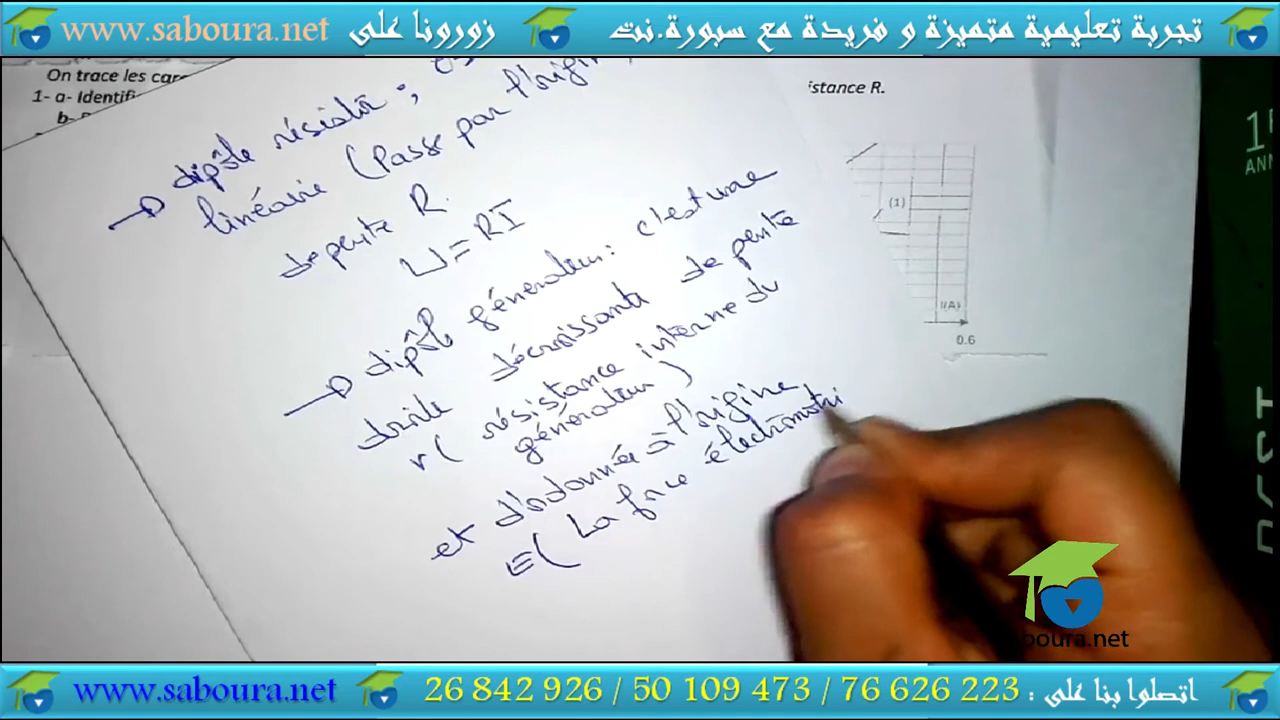 www.saboura.net زورونا على تجربة تعليمية متميزة و فريدة مع سبورة.نت
On trace les car
1- a- Identifi
b-
istance R.
→ dipôle résistor :
linéaire (Passe par l'origine
de pente R.
U = RI
→ dipôle générateur : c'est une
droite décroissante de pente
r ( résistance interne du
générateur )
et d'ordonnée à l'origine
E ( La force électromotri
(1)
I(A)
0.6
ANN
boura.net
www.saboura.net 26 842 926 / 50 109 473 / 76 626 223 : اتصلوا بنا على